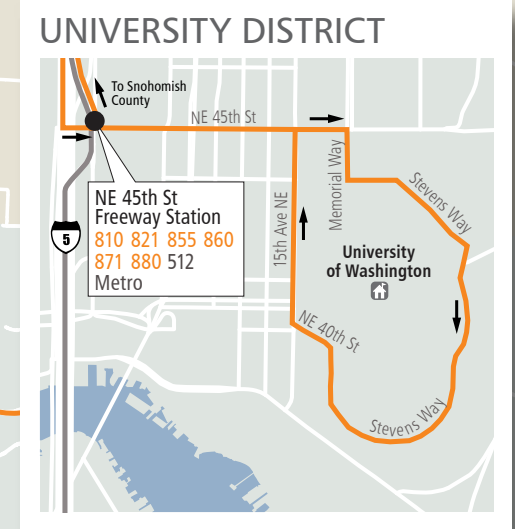 UNIVERSITY DISTRICT
To Snohomish
County
NE 45th St
NE 45th St
Freeway Station
810 821 855 860
871 880 512
Metro
5
15th Ave NE
Memorial Way
Stevens Way
University
of Washington
NE 40th St
Stevens Way